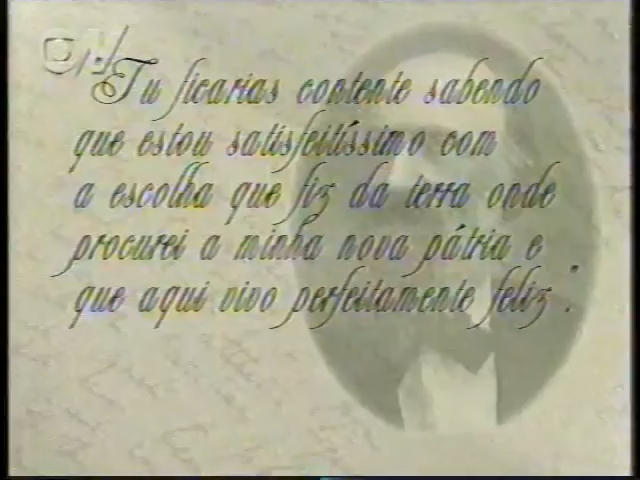 Tu ficarias contente sabendo
que estou satisfeitíssimo com
a escolha que fiz da terra onde
procurei a minha nova pátria e
que aqui vivo perfeitamente feliz".